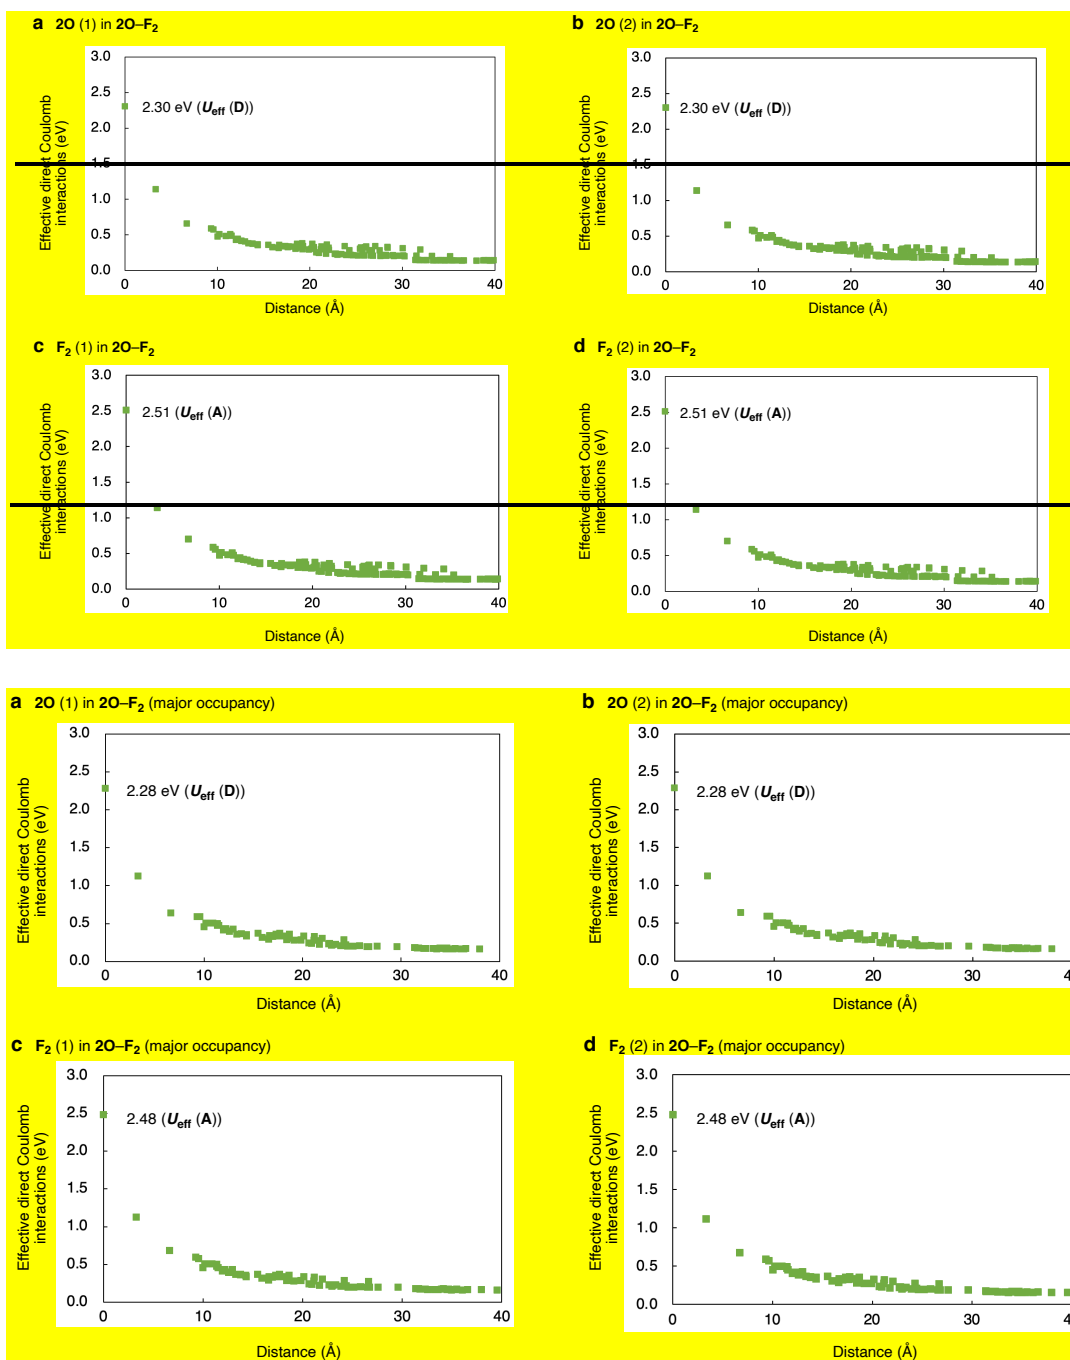 a 2O (1) in 2O–F2
b 2O (2) in 2O–F2
Effective direct Coulomb
interactions (eV)
3.0
2.5
2.0
1.5
1.0
0.5
0.0
2.30 eV (Ueff (D))
0 10 20 30 40
Distance (Å)
Effective direct Coulomb
interactions (eV)
3.0
2.5
2.0
1.5
1.0
0.5
0.0
2.30 eV (Ueff (D))
0 10 20 30 40
Distance (Å)
c F2 (1) in 2O–F2
d F2 (2) in 2O–F2
Effective direct Coulomb
interactions (eV)
3.0
2.5
2.0
1.5
1.0
0.5
0.0
2.51 (Ueff (A))
0 10 20 30 40
Distance (Å)
Effective direct Coulomb
interactions (eV)
3.0
2.5
2.0
1.5
1.0
0.5
0.0
2.51 eV (Ueff (A))
0 10 20 30 40
Distance (Å)
a 2O (1) in 2O–F2 (major occupancy)
b 2O (2) in 2O–F2 (major occupancy)
Effective direct Coulomb
interactions (eV)
3.0
2.5
2.0
1.5
1.0
0.5
0.0
2.28 eV (Ueff (D))
0 10 20 30 40
Distance (Å)
Effective direct Coulomb
interactions (eV)
3.0
2.5
2.0
1.5
1.0
0.5
0.0
2.28 eV (Ueff (D))
0 10 20 30 40
Distance (Å)
c F2 (1) in 2O–F2 (major occupancy)
d F2 (2) in 2O–F2 (major occupancy)
Effective direct Coulomb
interactions (eV)
3.0
2.5
2.0
1.5
1.0
0.5
0.0
2.48 (Ueff (A))
0 10 20 30 40
Distance (Å)
Effective direct Coulomb
interactions (eV)
3.0
2.5
2.0
1.5
1.0
0.5
0.0
2.48 eV (Ueff (A))
0 10 20 30 40
Distance (Å)